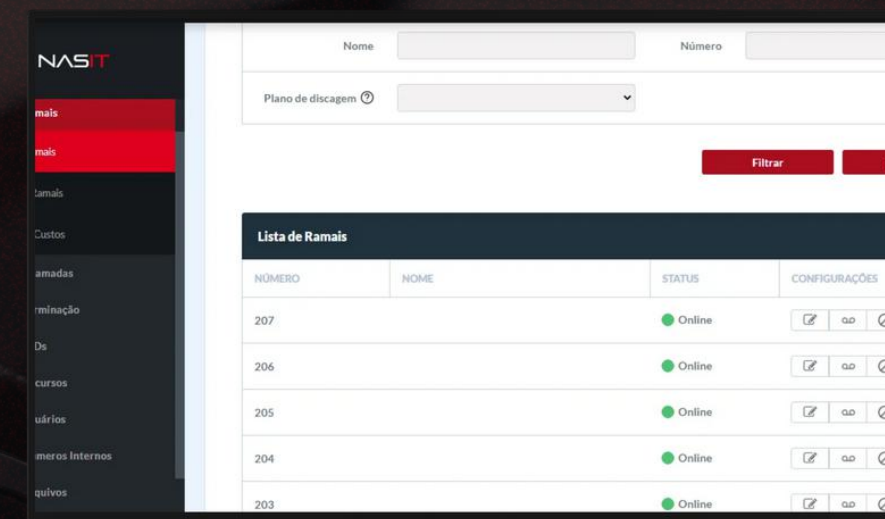 NASIT
Nome
Número
Plano de discagem ?
mais
mais
Ramais
Custos
amadas
rminação
Ds
cursos
uários
meros Internos
quivos
Filtrar
Lista de Ramais
NÚMERO NOME STATUS CONFIGURAÇÕES
207 Online
206 Online
205 Online
204 Online
203 Online